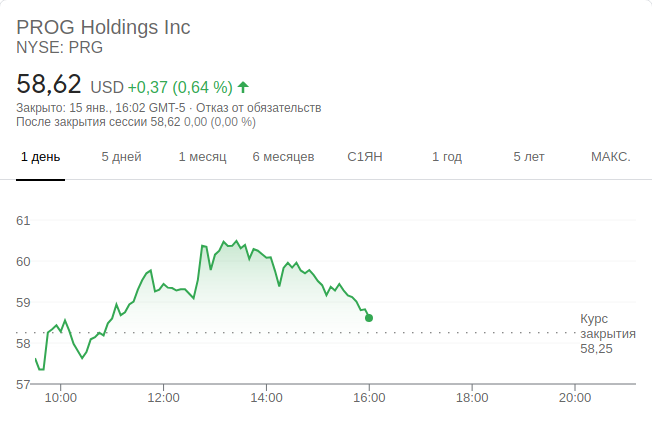 PROG Holdings Inc
NYSE: PRG
58,62 USD +0,37 (0,64 %)
Закрыто: 15 янв., 16:02 GMT-5 · Отказ от обязательств
После закрытия сессии 58,62 0,00 (0,00 %)
1 день 5 дней 1 месяц 6 месяцев С1ЯН 1 год 5 лет МАКС.
61
60
59
58
57
Курс
закрытия
58,25
10:00 12:00 14:00 16:00 18:00 20:00